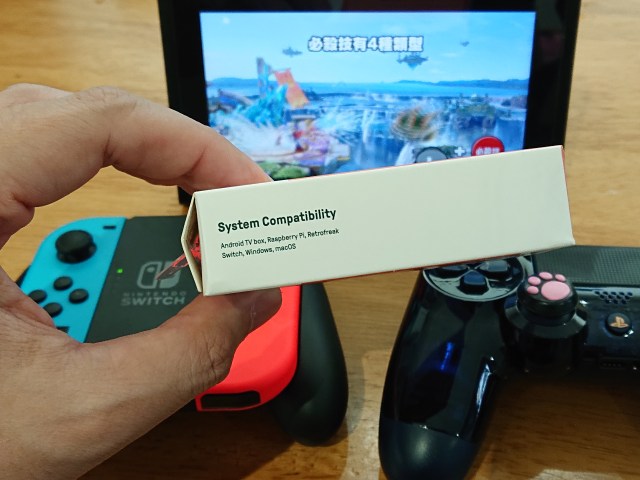 必殺技有4種類型
System Compatibility
Android TV box, Raspberry Pi, Retrofreak
Switch, Windows, macOS
NINTENDO
SWITCH